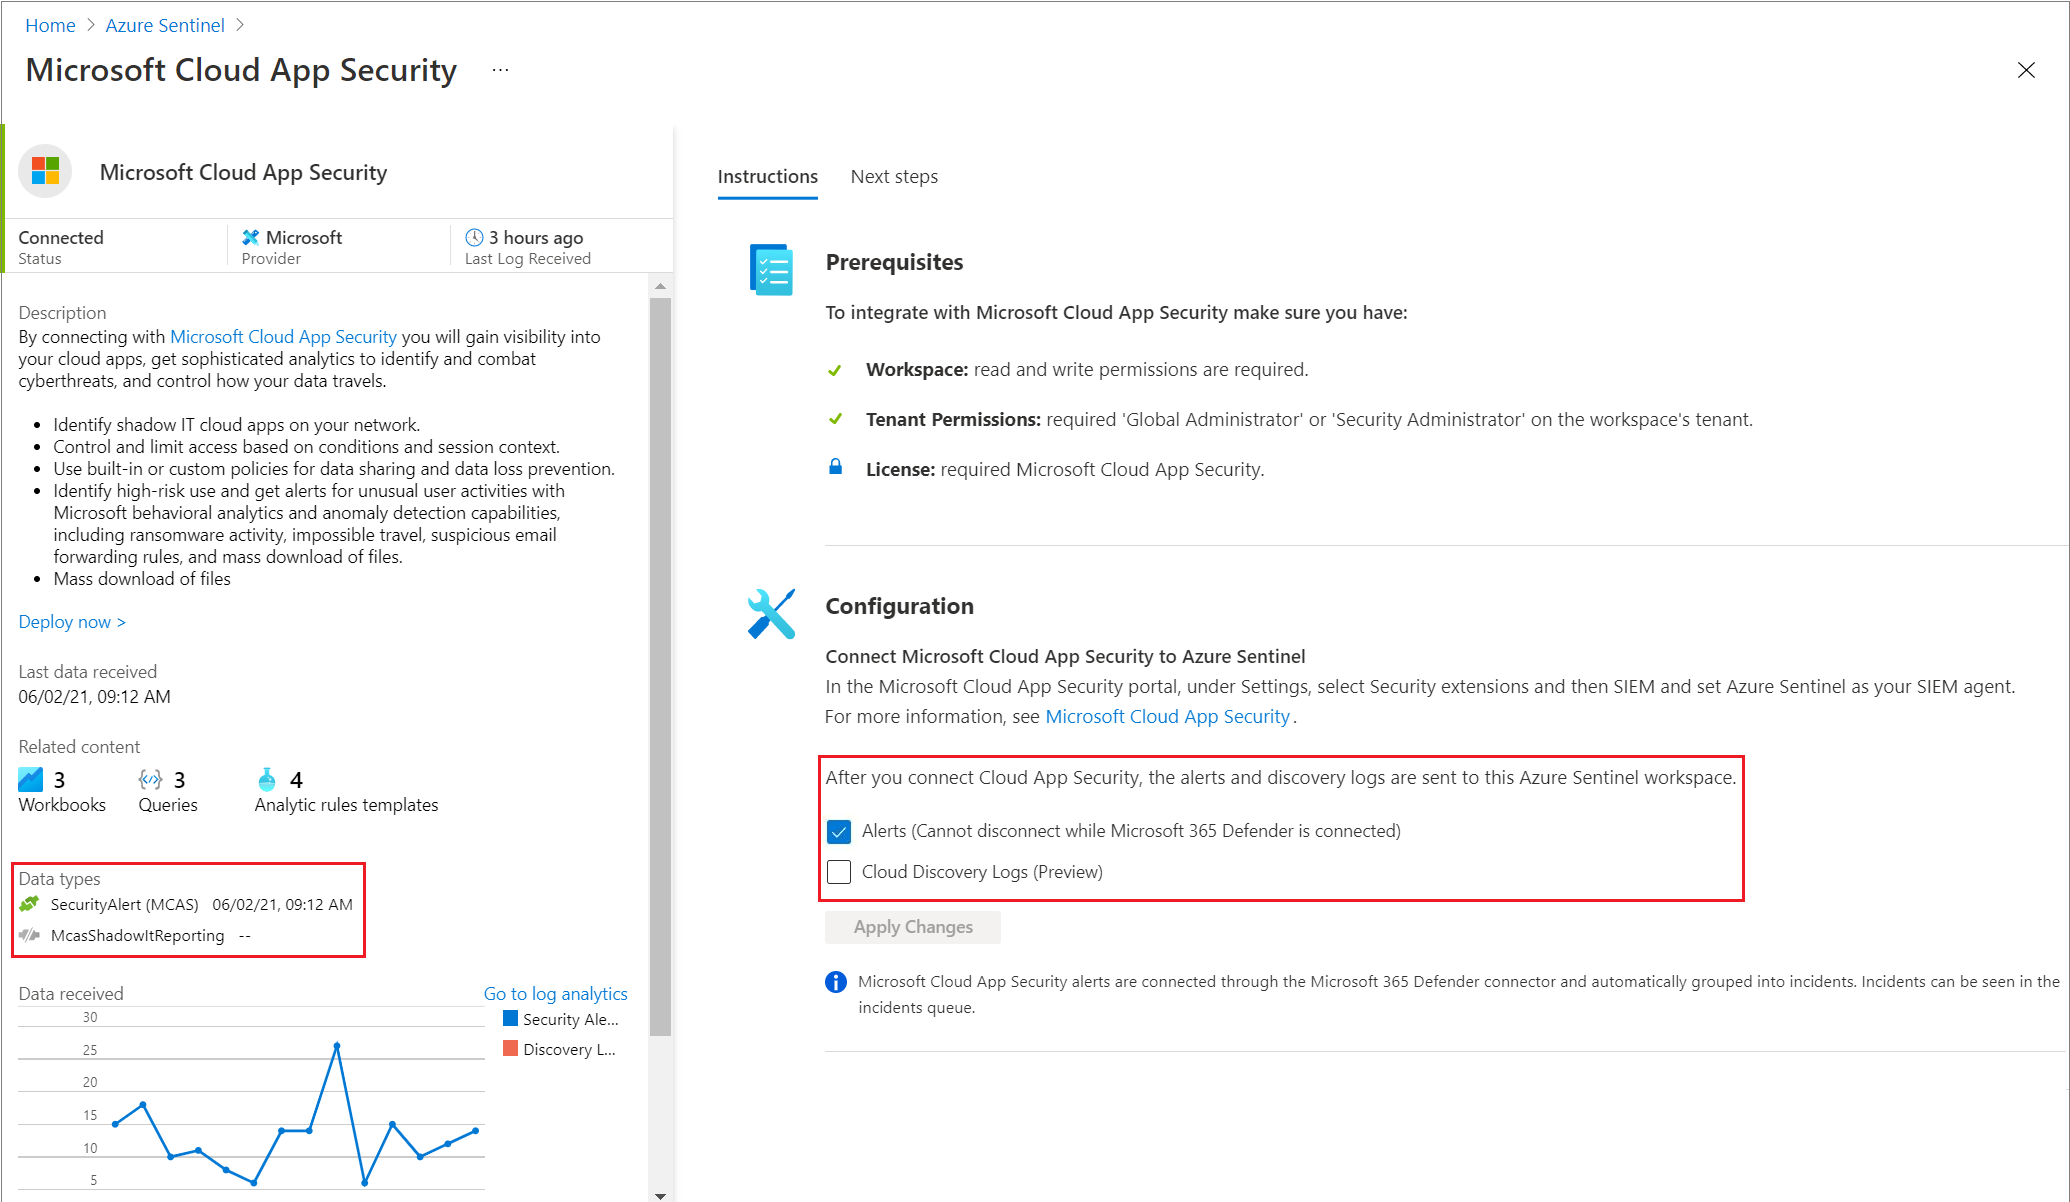 Home > Azure Sentinel >
Microsoft Cloud App Security ...
Microsoft Cloud App Security
Connected
Status
Microsoft
Provider
3 hours ago
Last Log Received
Description
By connecting with Microsoft Cloud App Security you will gain visibility into
your cloud apps, get sophisticated analytics to identify and combat
cyberthreats, and control how your data travels.
• Identify shadow IT cloud apps on your network.
• Control and limit access based on conditions and session context.
• Use built-in or custom policies for data sharing and data loss prevention.
• Identify high-risk use and get alerts for unusual user activities with
Microsoft behavioral analytics and anomaly detection capabilities,
including ransomware activity, impossible travel, suspicious email
forwarding rules, and mass download of files.
• Mass download of files
Deploy now >
Last data received
06/02/21, 09:12 AM
Related content
3
Workbooks
3
Queries
4
Analytic rules templates
Data types
SecurityAlert (MCAS) 06/02/21, 09:12 AM
McasShadowItReporting --
Data received
Go to log analytics
30
25
20
15
10
5
Security Ale...
Discovery L...
Instructions
Next steps
Prerequisites
To integrate with Microsoft Cloud App Security make sure you have:
Workspace: read and write permissions are required.
Tenant Permissions: required 'Global Administrator' or 'Security Administrator' on the workspace's tenant.
License: required Microsoft Cloud App Security.
Configuration
Connect Microsoft Cloud App Security to Azure Sentinel
In the Microsoft Cloud App Security portal, under Settings, select Security extensions and then SIEM and set Azure Sentinel as your SIEM agent.
For more information, see Microsoft Cloud App Security.
After you connect Cloud App Security, the alerts and discovery logs are sent to this Azure Sentinel workspace.
Alerts (Cannot disconnect while Microsoft 365 Defender is connected)
Cloud Discovery Logs (Preview)
Apply Changes
Microsoft Cloud App Security alerts are connected through the Microsoft 365 Defender connector and automatically grouped into incidents. Incidents can be seen in the
incidents queue.